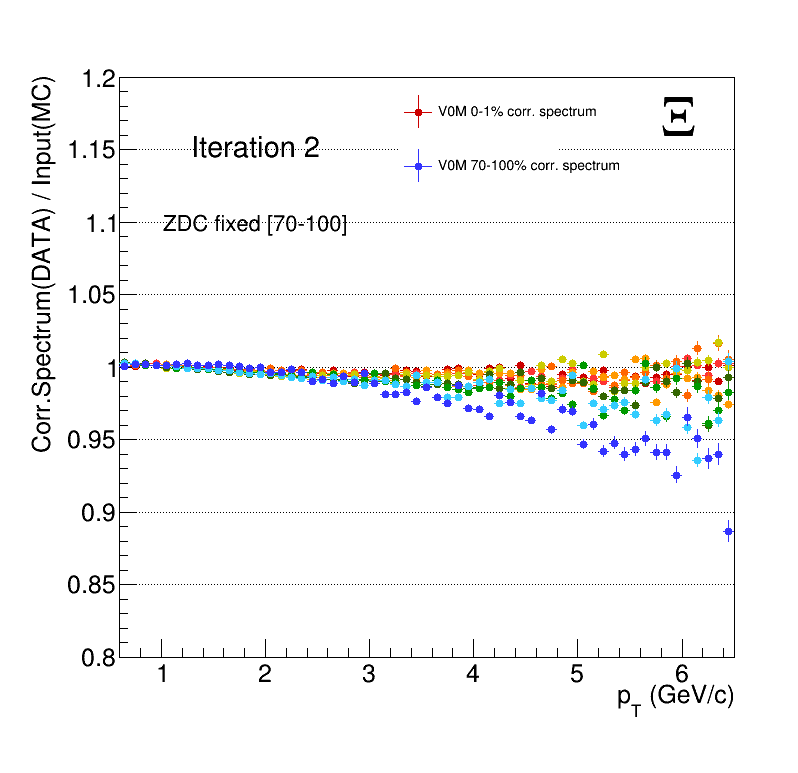 V0M 0-1% corr. spectrum
Ξ
Iteration 2
V0M 70-100% corr. spectrum
ZDC fixed [70-100]
Corr.Spectrum(DATA) / Input(MC)
1.2
1.15
1.1
1.05
1
0.95
0.9
0.85
0.8
1 2 3 4 5 6
p_T (GeV/c)